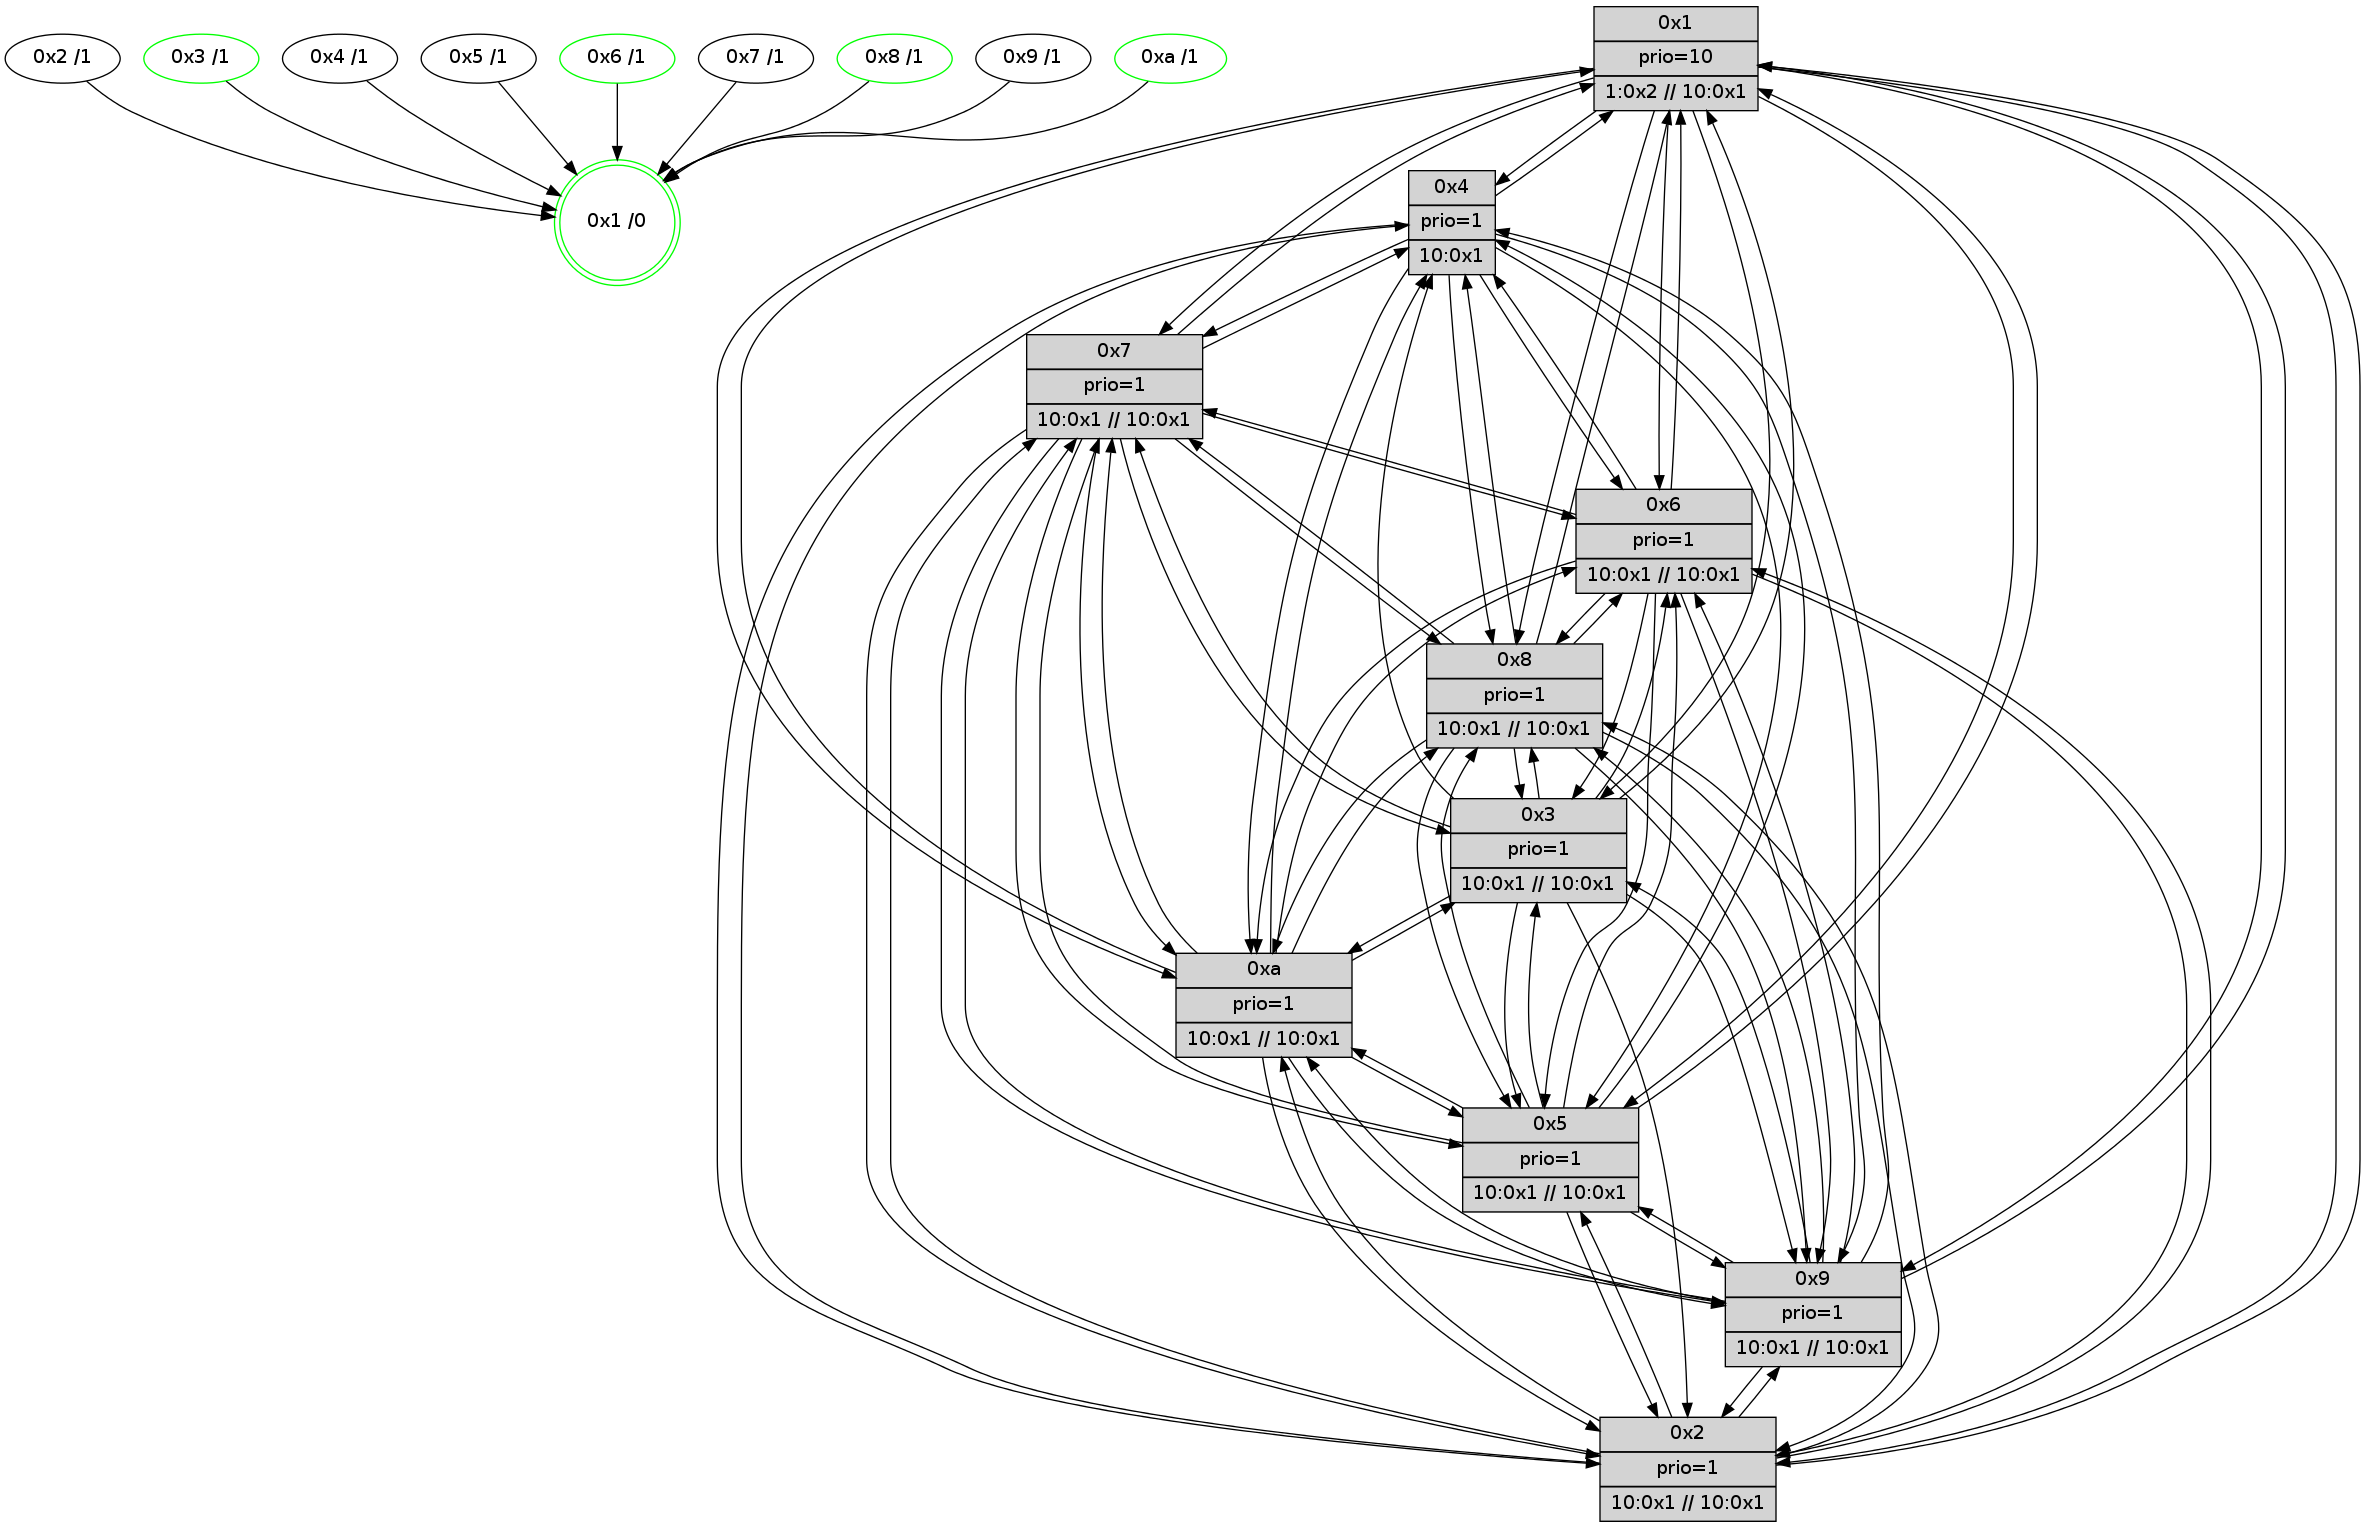 0x2 /1
0x3 /1
0x4 /1
0x5 /1
0x6 /1
0x7 /1
0x8 /1
0x9 /1
0xa /1
0x1 /0
0x1
prio=10
1:0x2 // 10:0x1
0x4
prio=1
10:0x1
0x7
prio=1
10:0x1 // 10:0x1
0x6
prio=1
10:0x1 // 10:0x1
0x8
prio=1
10:0x1 // 10:0x1
0x3
prio=1
10:0x1 // 10:0x1
0xa
prio=1
10:0x1 // 10:0x1
0x5
prio=1
10:0x1 // 10:0x1
0x9
prio=1
10:0x1 // 10:0x1
0x2
prio=1
10:0x1 // 10:0x1